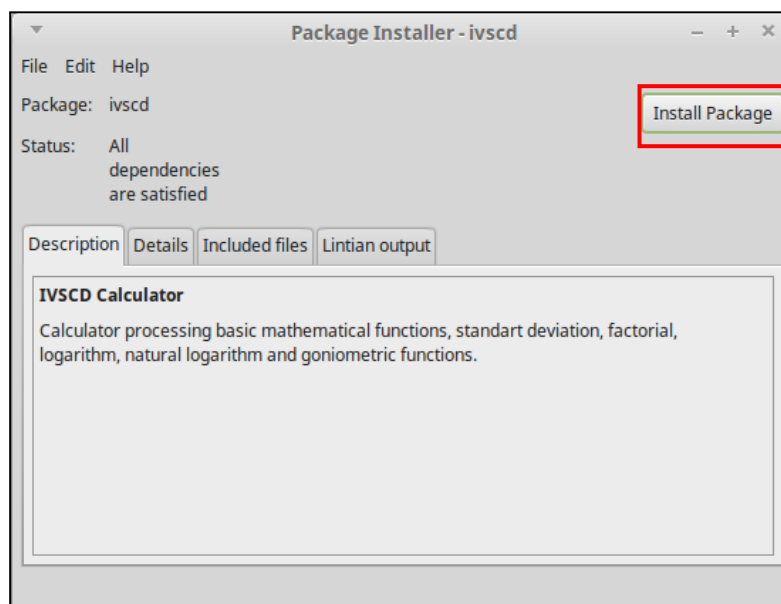 Package Installer - ivscd
File Edit Help
Package: ivscd
Install Package
Status: All
dependencies
are satisfied
Description Details Included files Lintian output
IVSCD Calculator
Calculator processing basic mathematical functions, standart deviation, factorial,
logarithm, natural logarithm and goniometric functions.